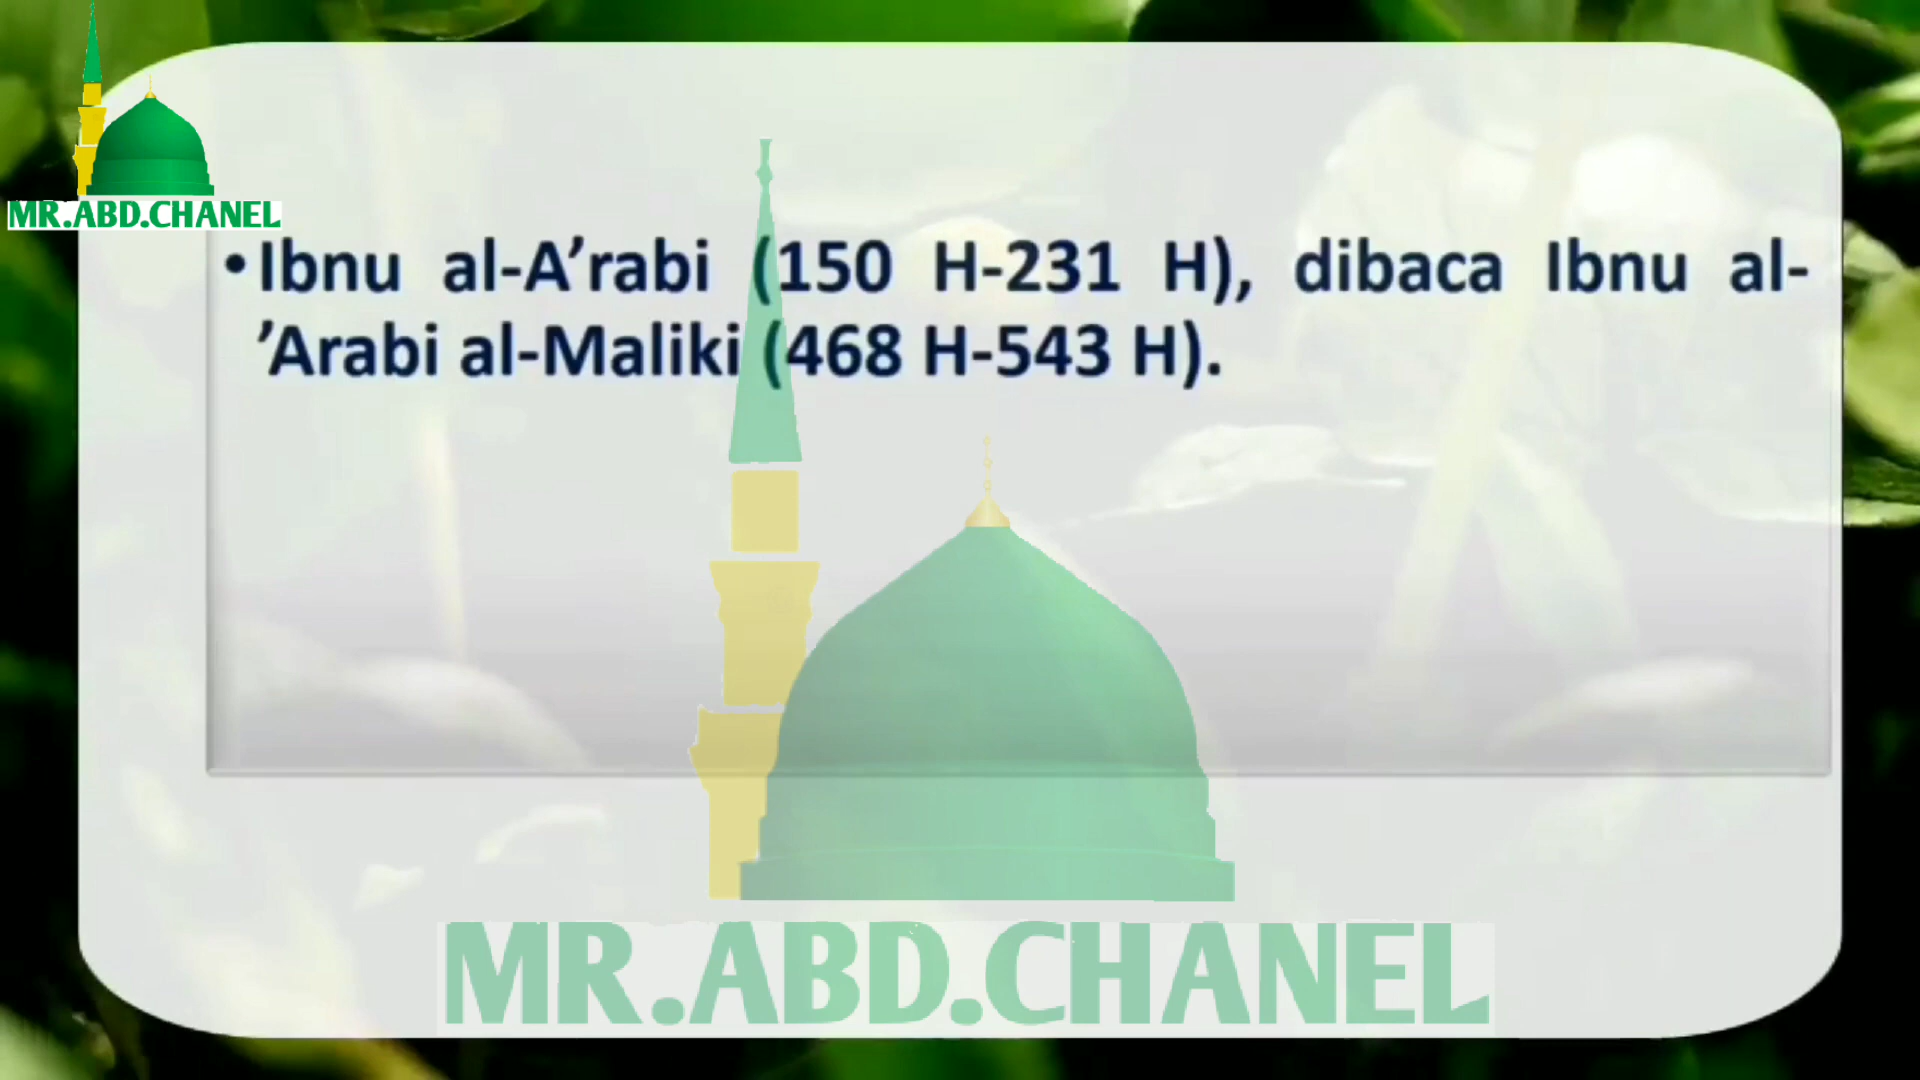 MR.ABD.CHANEL
•Ibnu al-A’rabi (150 H-231 H), dibaca Ibnu al-
’Arabi al-Maliki (468 H-543 H).
MR.ABD.CHANEL